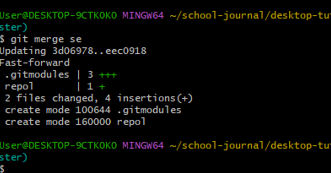 User@DESKTOP-9CTKOKO MINGW64 ~/school-journal/desktop-tu
ster)
$ git merge se
Updating 3d06978..eec0918
Fast-forward
.gitmodules | 3 +++
repol | 1 +
2 files changed, 4 insertions(+)
create mode 100644 .gitmodules
create mode 160000 repol
User@DESKTOP-9CTKOKO MINGW64 ~/school-journal/desktop-tu
ster)
$